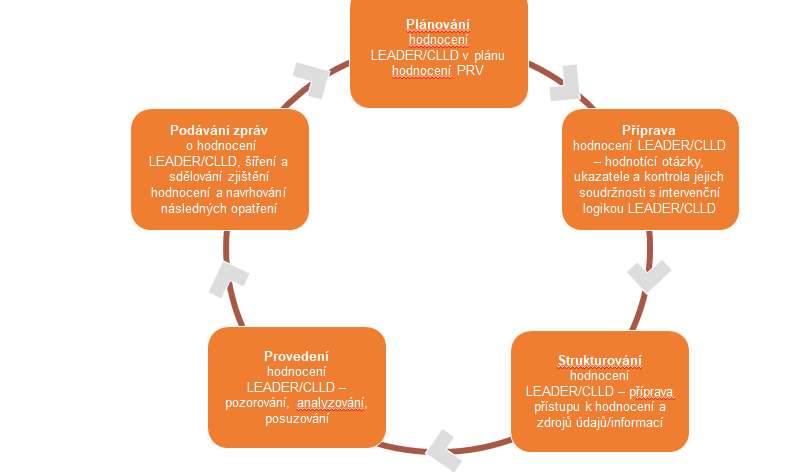 Plánování
hodnocení
LEADER/CLLD v plánu
hodnocení PRV
Příprava
hodnocení LEADER/CLLD
– hodnotící otázky,
ukazatele a kontrola jejich
soudržnosti s intervenční
logikou LEADER/CLLD
Strukturování
hodnocení
LEADER/CLLD – příprava
přístupu k hodnocení a
zdrojů údajů/informací
Provedení
hodnocení
LEADER/CLLD –
pozorování, analyzování,
posuzování
Podávání zpráv
o hodnocení
LEADER/CLLD, šíření a
sdělování zjištění
hodnocení a navrhování
následných opatření